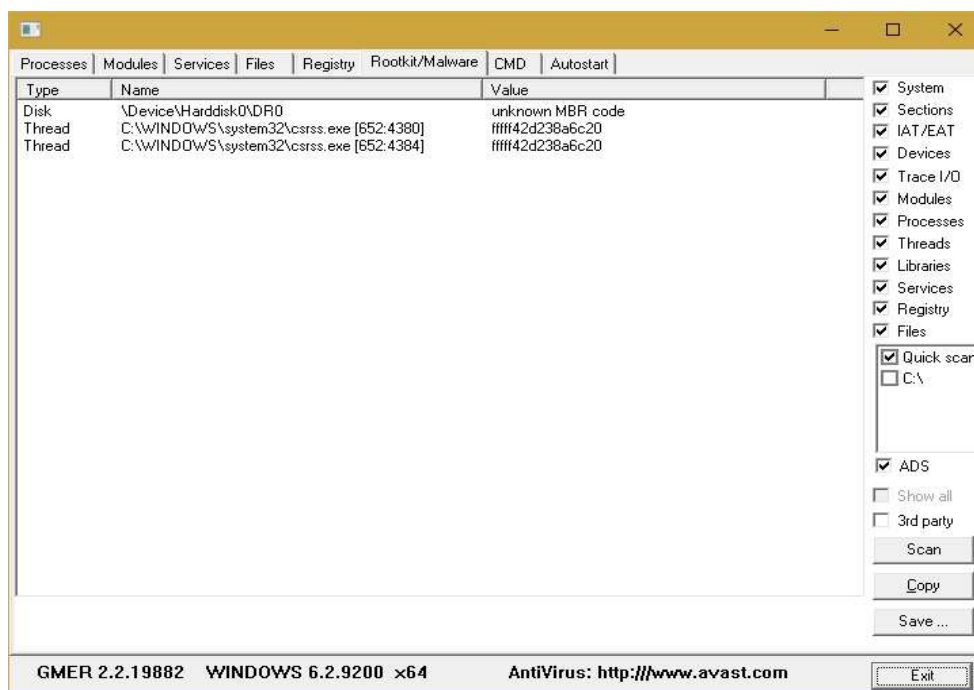 Processes Modules Services Files Registry Rootkit/Malware CMD Autostart
Type Name Value
Disk \Device\Harddisk0\DR0 unknown MBR code
Thread C:\WINDOWS\system32\csrss.exe [652:4380] fffff42d238a6c20
Thread C:\WINDOWS\system32\csrss.exe [652:4384] fffff42d238a6c20
System
Sections
IAT/EAT
Devices
Trace I/O
Modules
Processes
Threads
Libraries
Services
Registry
Files
Quick scan
C:\
ADS
Show all
3rd party
Scan
Copy
Save ...
GMER 2.2.19882 WINDOWS 6.2.9200 x64 AntiVirus: http:///www.avast.com Exit